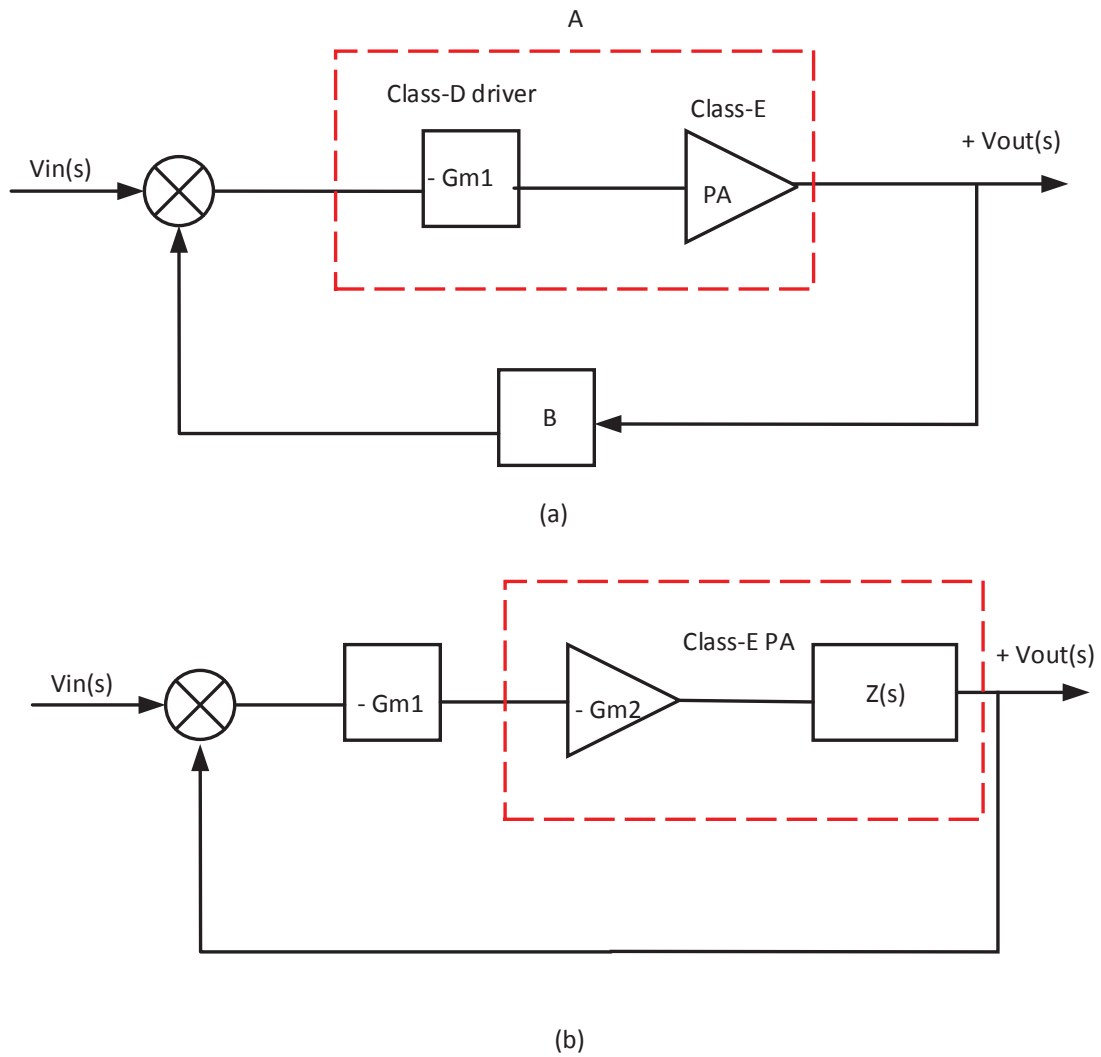 A
Class-D driver
Class-E
Vin(s)
- Gm1
PA
+ Vout(s)
B
(a)
Class-E PA
Vin(s)
- Gm1
- Gm2
Z(s)
+ Vout(s)
(b)